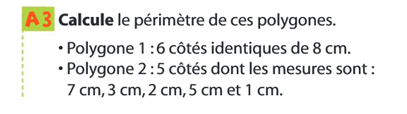 A3 Calcule le périmètre de ces polygones.
• Polygone 1 : 6 côtés identiques de 8 cm.
• Polygone 2 : 5 côtés dont les mesures sont :
7 cm, 3 cm, 2 cm, 5 cm et 1 cm.